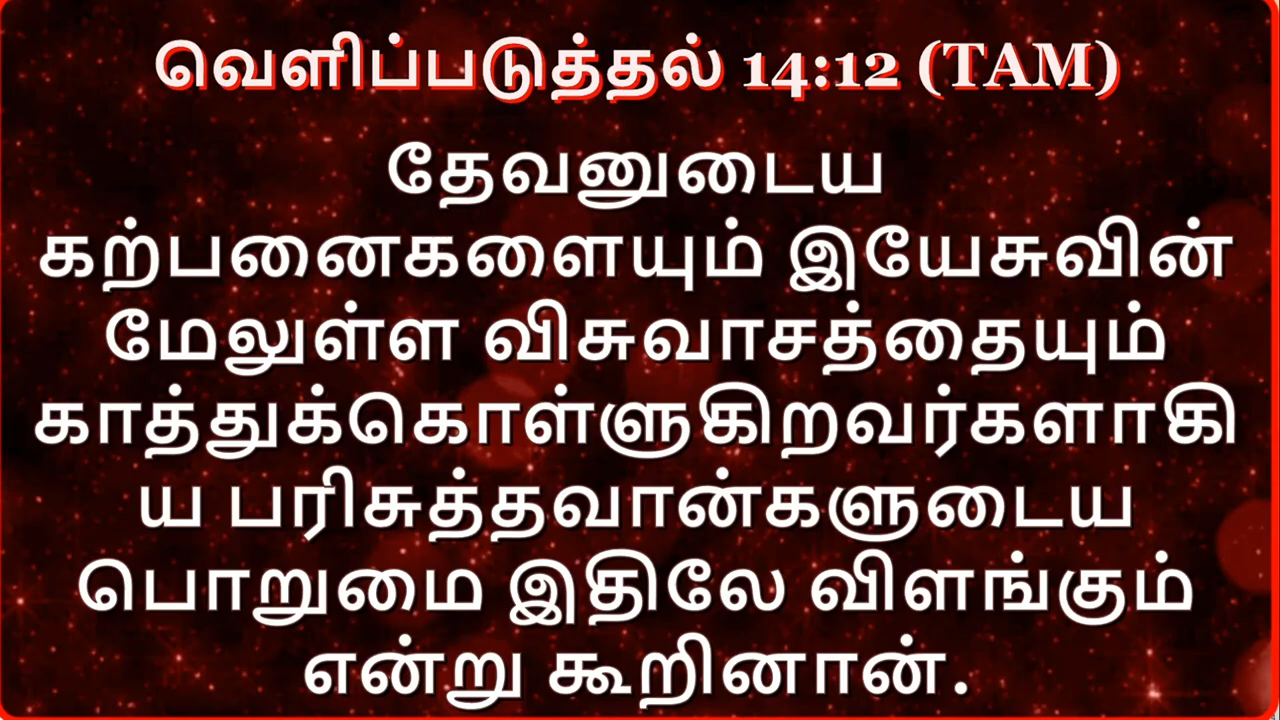 வெளிப்படுத்தல் 14:12 (TAM)
தேவனுடைய
கற்பனைகளையும் இயேசுவின்
மேலுள்ள விசுவாசத்தையும்
காத்துக்கொள்ளுகிறவர்களாகி
ய பரிசுத்தவான்களுடைய
பொறுமை இதிலே விளங்கும்
என்று கூறினான்.